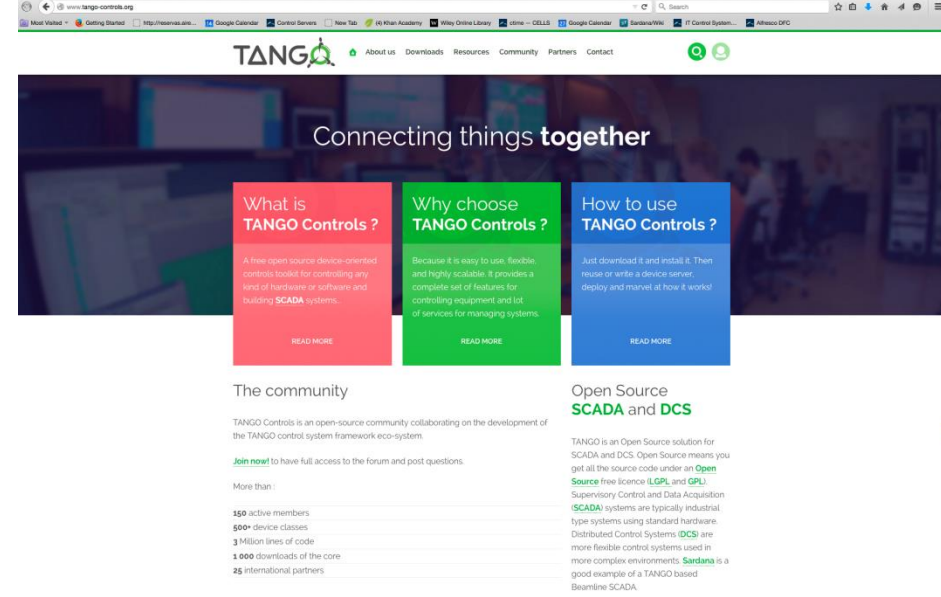 www.tango-controls.org
Search
Most Visited
Getting Started
http://reservas.aire...
Google Calendar
Control Servers
New Tab
(4) Khan Academy
Wiley Online Library
ctime — CELLS
Google Calendar
Sardana/Wiki
IT Control System...
Alfresco DFC
TANGO
About us
Downloads
Resources
Community
Partners
Contact
Connecting things together
What is
TANGO Controls ?
A free open source device-oriented
controls toolkit for controlling any
kind of hardware or software and
building SCADA systems...
READ MORE
Why choose
TANGO Controls ?
Because it is easy to use, flexible,
and highly scalable. It provides a
complete set of features for
controlling equipment and lot
of services for managing systems.
READ MORE
How to use
TANGO Controls ?
Just download it and install it. Then
reuse or write a device server,
deploy and marvel at how it works!
READ MORE
The community
TANGO Controls is an open-source community collaborating on the development of
the TANGO control system framework eco-system.
Join now! to have full access to the forum and post questions.
More than :
150 active members
500+ device classes
3 Million lines of code
1 000 downloads of the core
25 international partners
Open Source
SCADA and DCS
TANGO is an Open Source solution for
SCADA and DCS. Open Source means you
get all the source code under an Open
Source free licence (LGPL and GPL).
Supervisory Control and Data Acquisition
(SCADA) systems are typically industrial
type systems using standard hardware.
Distributed Control Systems (DCS) are
more flexible control systems used in
more complex environments. Sardana is a
good example of a TANGO based
Beamline SCADA.